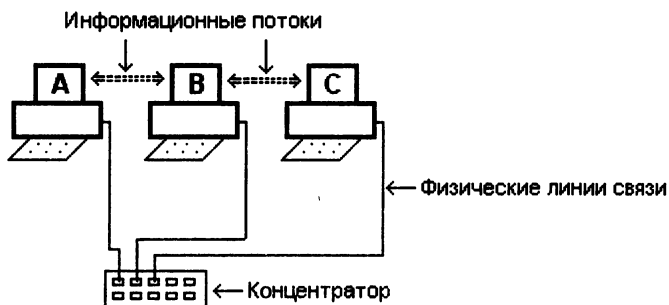 Информационные потоки
A B C
Физические линии связи
Концентратор